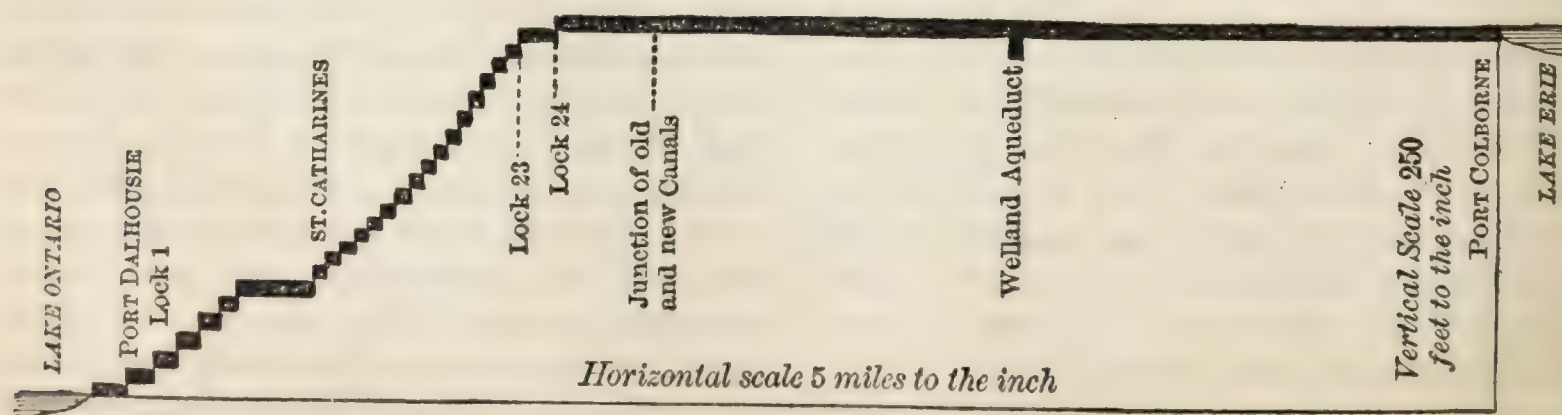 LAKE ONTARIO
PORT DALHOUSIE
Lock 1
ST. CATHARINES
Lock 23
Lock 24
Junction of old
and new Canals
Welland Aqueduct
Vertical Scale 250
feet to the inch
PORT COLBORNE
LAKE ERIE
Horizontal scale 5 miles to the inch